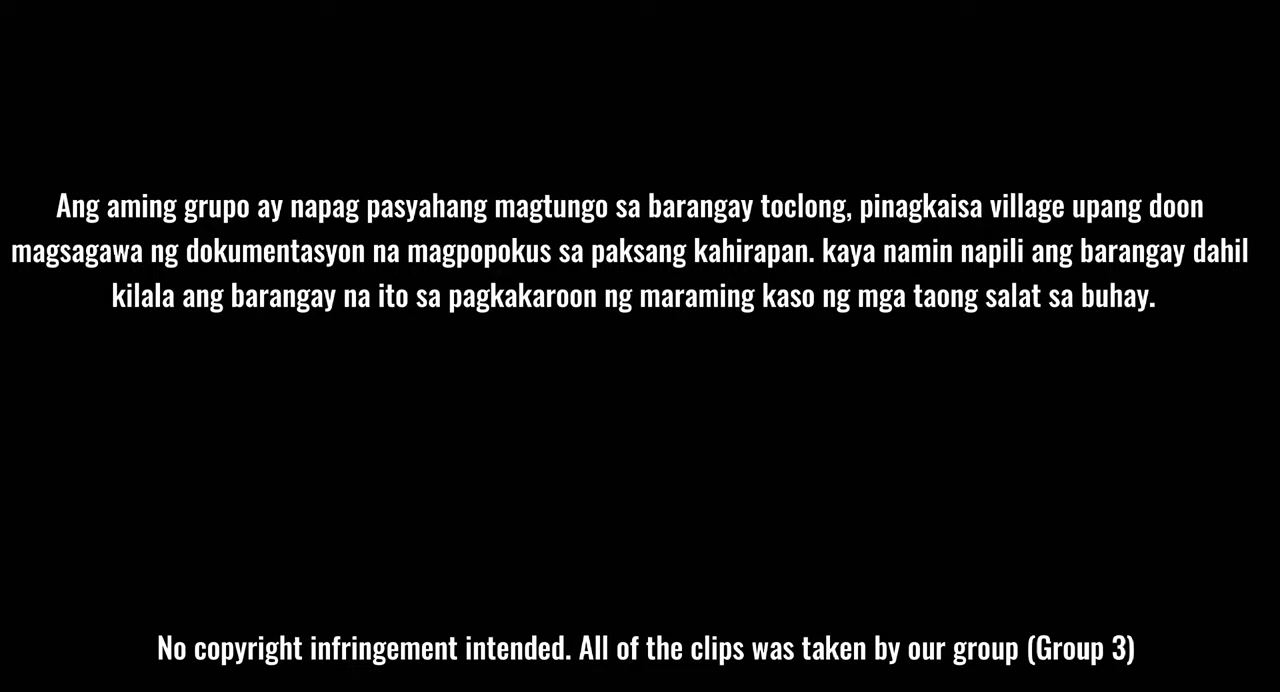 Ang aming grupo ay napag pasyahang magtungo sa barangay toclong, pinagkaisa village upang doon
magsagawa ng dokumentasyon na magpopokus sa paksang kahirapan. kaya namin napili ang barangay dahil
kilala ang barangay na ito sa pagkakaroon ng maraming kaso ng mga taong salat sa buhay.
No copyright infringement intended. All of the clips was taken by our group (Group 3)